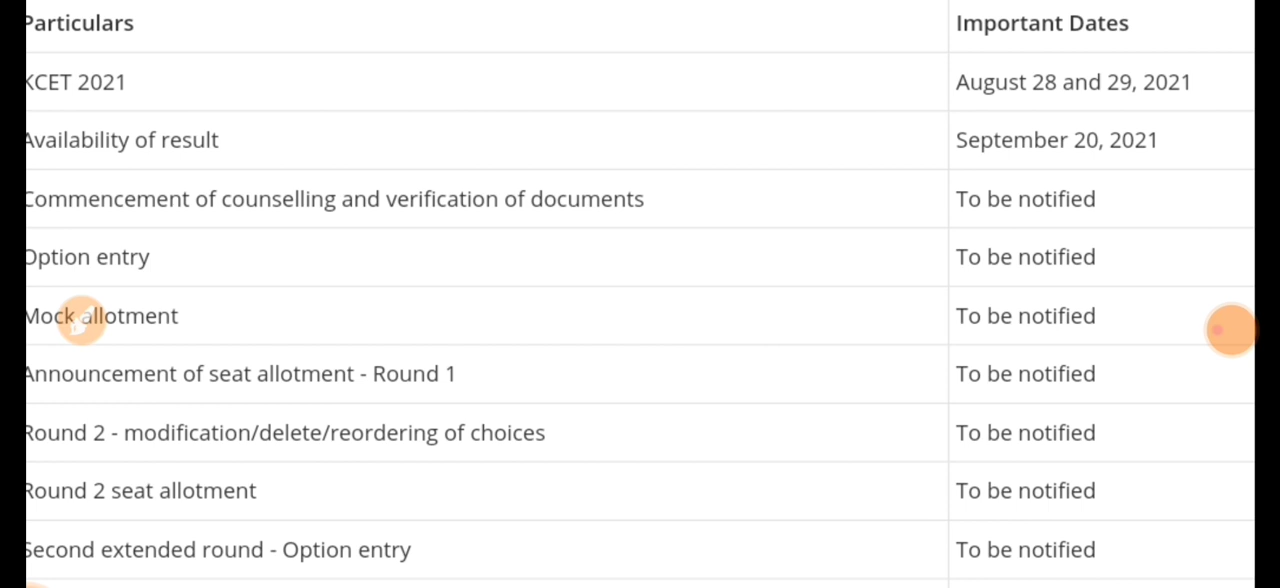 Particulars Important Dates
KCET 2021 August 28 and 29, 2021
Availability of result September 20, 2021
Commencement of counselling and verification of documents To be notified
Option entry To be notified
Mock allotment To be notified
Announcement of seat allotment - Round 1 To be notified
Round 2 - modification/delete/reordering of choices To be notified
Round 2 seat allotment To be notified
Second extended round - Option entry To be notified